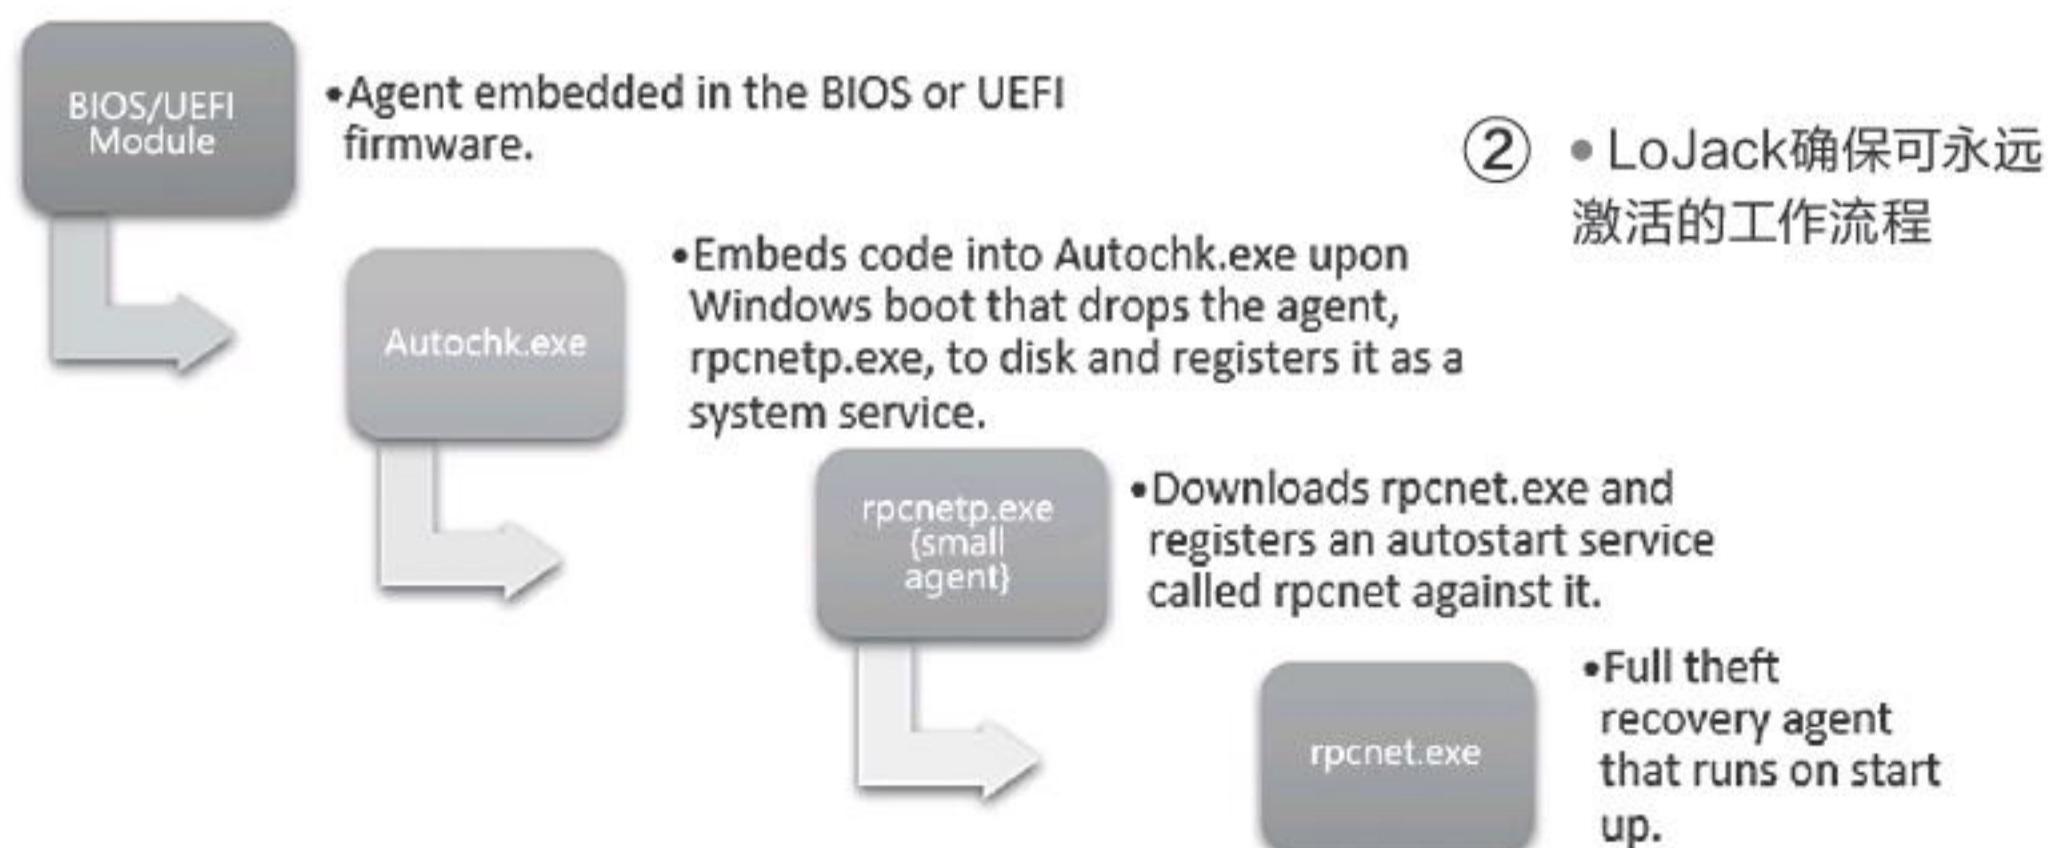 BIOS/UEFI
Module
•Agent embedded in the BIOS or UEFI
firmware.
② • LoJack确保可永远
激活的工作流程
Autochk.exe
•Embeds code into Autochk.exe upon
Windows boot that drops the agent,
rpcnetp.exe, to disk and registers it as a
system service.
rpcnetp.exe
{small
agent}
•Downloads rpcnet.exe and
registers an autostart service
called rpcnet against it.
rpcnet.exe
•Full theft
recovery agent
that runs on start
up.